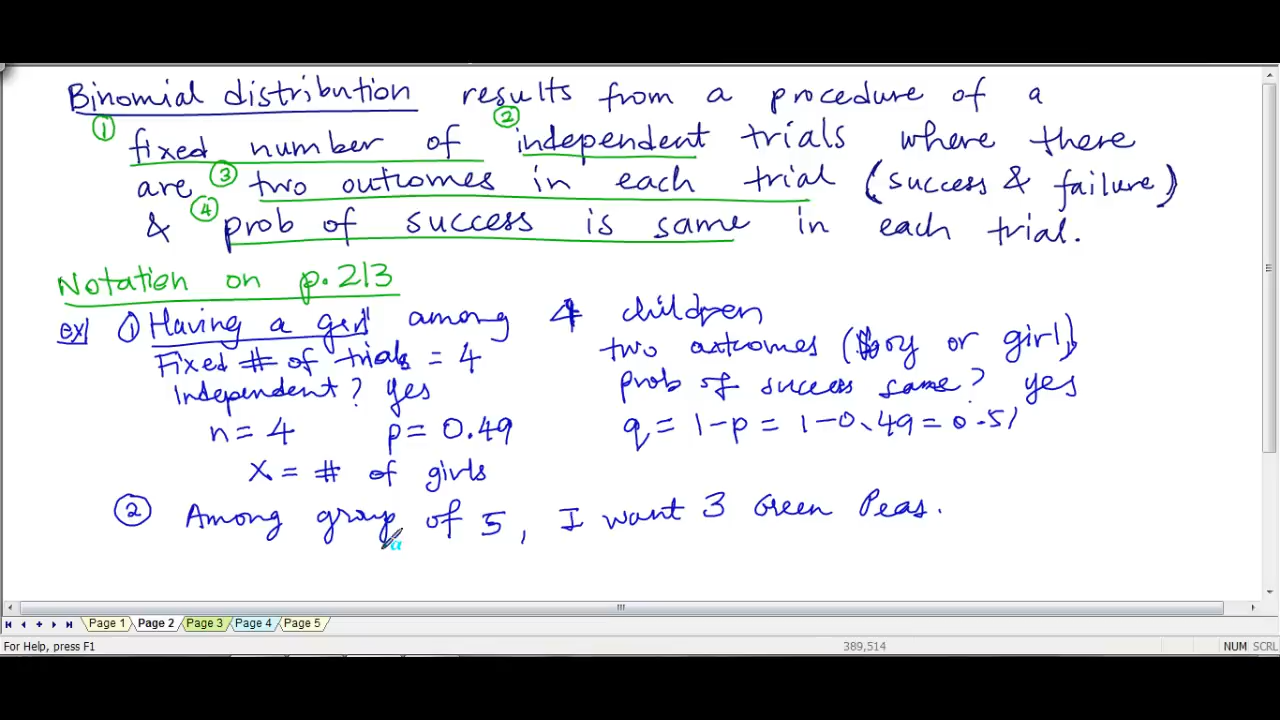 Binomial distribution results from a procedure of a
① fixed number of ② independent trials where there
are ③ two outcomes in each trial (success & failure)
& ④ prob of success is same in each trial.
Notation on p.213
ex) ① Having a girl among 4 children
Fixed # of trials = 4
two outcomes (Boy or girl)
Independent? yes
prob of success same? yes
n = 4 p = 0.49
q = 1-p = 1-0.49 = 0.51
X = # of girls
② Among group of 5, I want 3 Green Peas.
Page 1 Page 2 Page 3 Page 4 Page 5
For Help, press F1 389,514 NUM SCRL